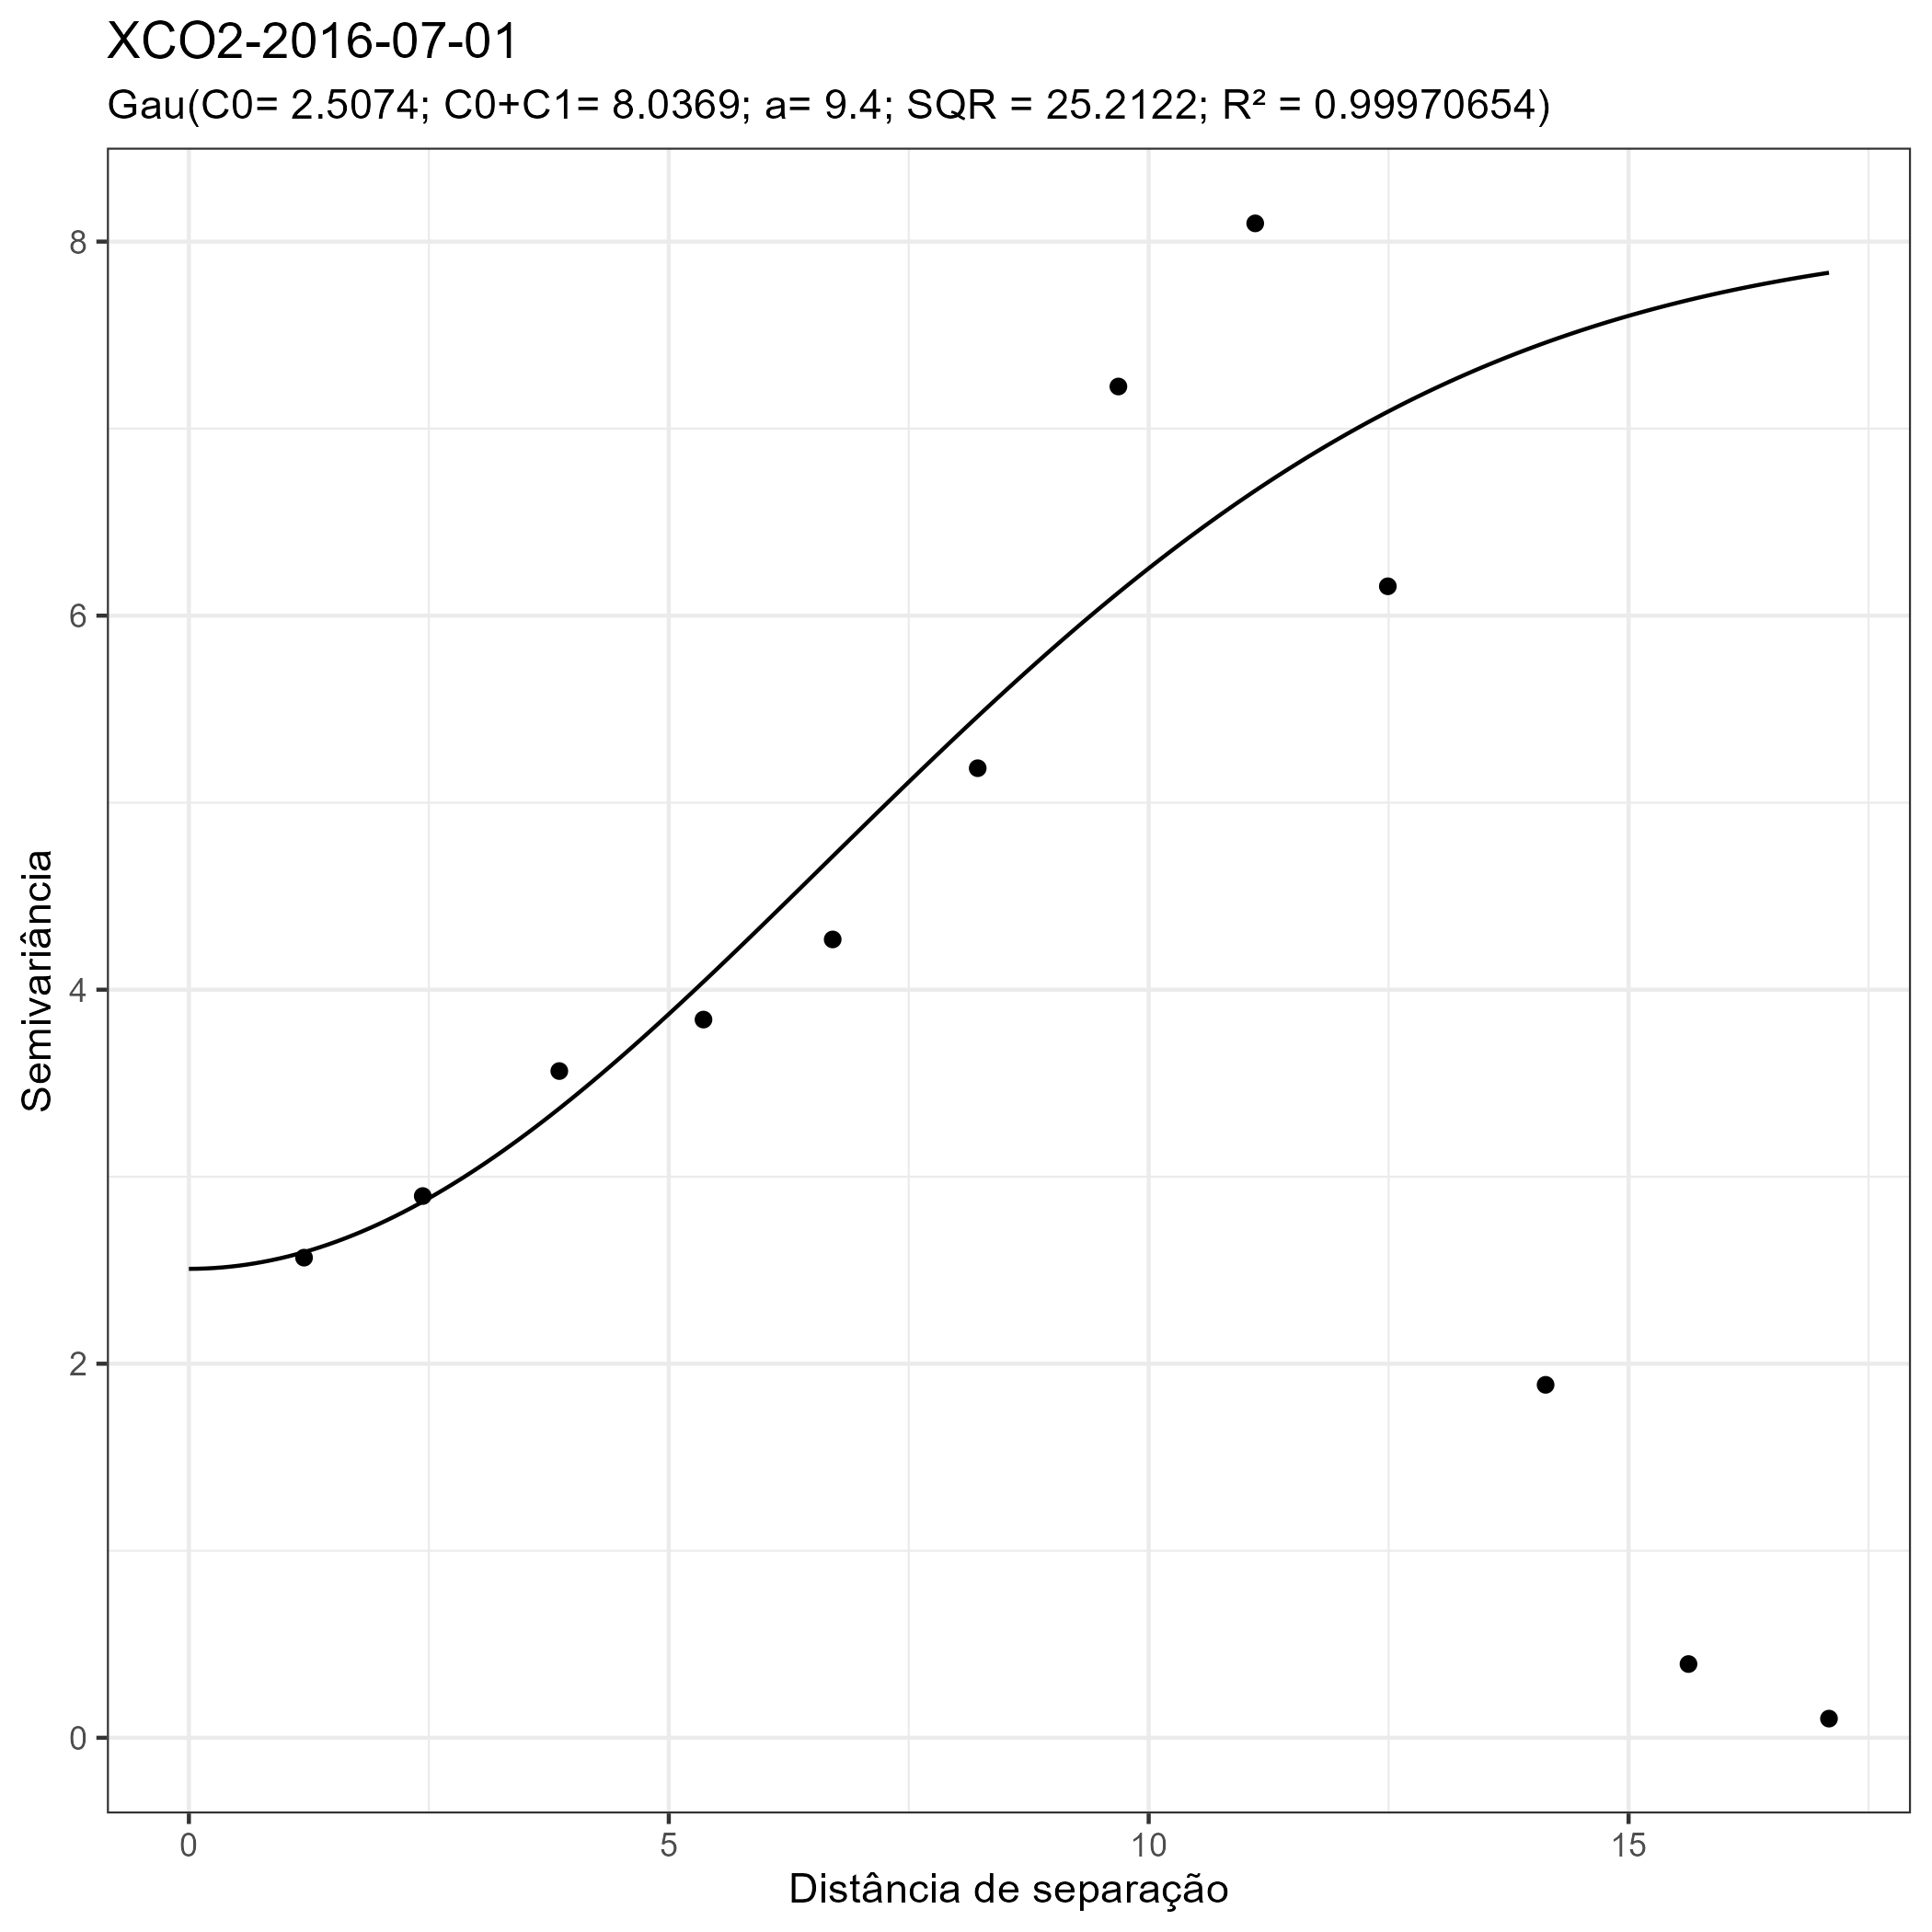 XCO2-2016-07-01
Gau(C0= 2.5074; C0+C1= 8.0369; a= 9.4; SQR = 25.2122; R² = 0.99970654)
Semivariância
8
6
4
2
0
0 5 10 15
Distância de separação